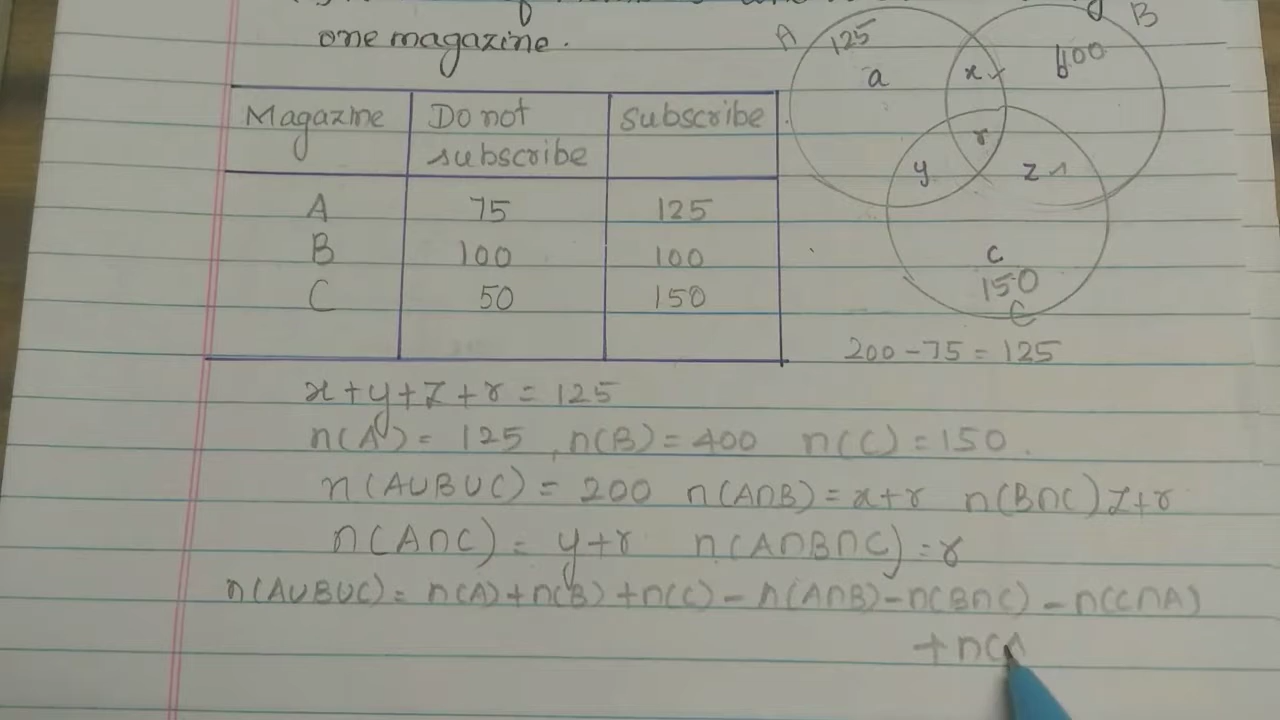 one magazine.
A 125 a x 400 B
r
y z
c
150
C
Magazine Do not subscribe Subscribe
A 75 125
B 100 100
C 50 150
200 - 75 = 125
x + y + z + r = 125
n(A) = 125 , n(B) = 400 n(C) = 150.
n(A∪B∪C) = 200 n(A∩B) = x+r n(B∩C) z+r
n(A∩C) = y+r n(A∩B∩C) = r
n(A∪B∪C) = n(A) + n(B) + n(C) - n(A∩B) - n(B∩C) - n(C∩A)
+ n(